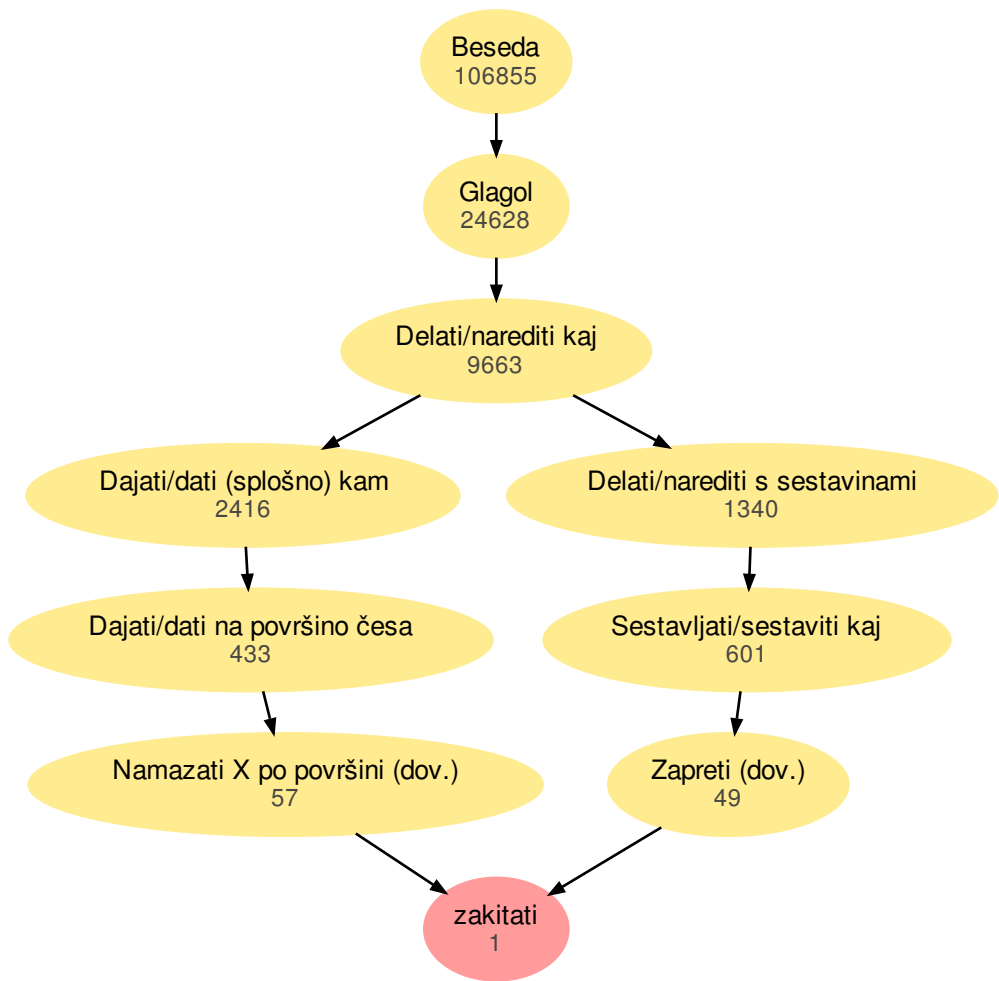 Beseda
106855
Glagol
24628
Delati/narediti kaj
9663
Dajati/dati (splošno) kam
2416
Delati/narediti s sestavinami
1340
Dajati/dati na površino česa
433
Sestavljati/sestaviti kaj
601
Namazati X po površini (dov.)
57
Zapreti (dov.)
49
zakitati
1